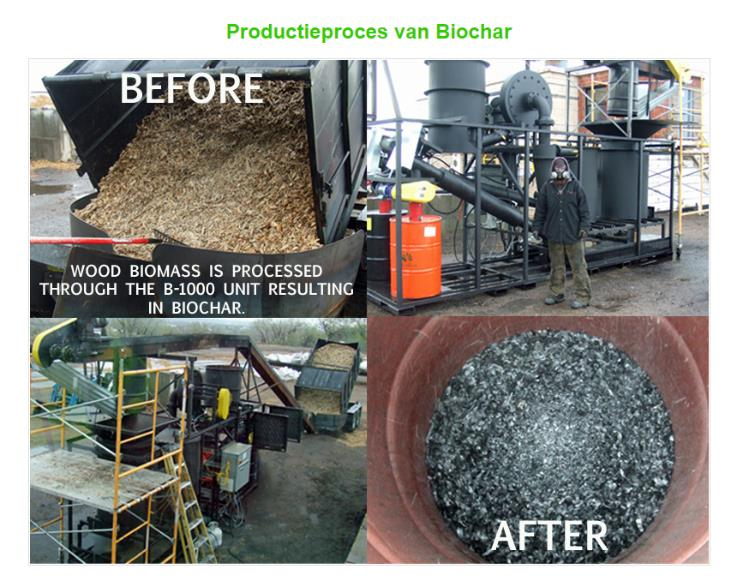 Productieproces van Biochar
BEFORE
WOOD BIOMASS IS PROCESSED
THROUGH THE B-1000 UNIT RESULTING
IN BIOCHAR.
AFTER